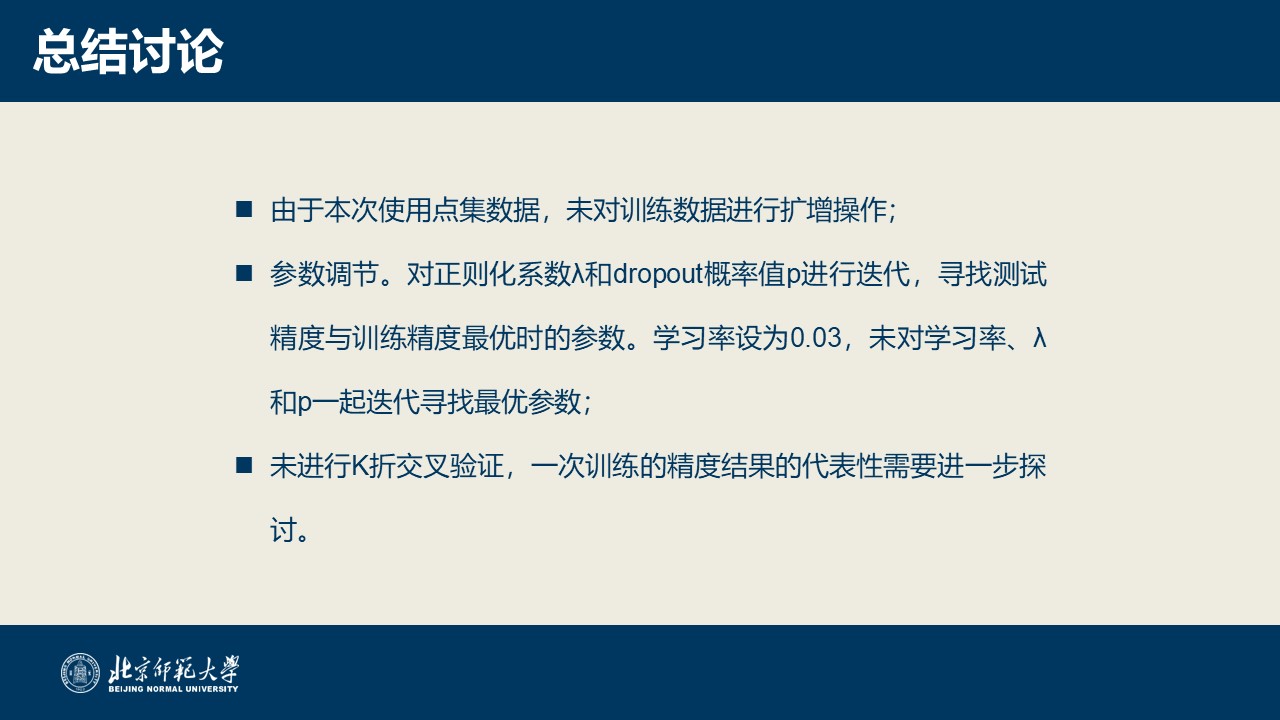 总结讨论
由于本次使用点集数据，未对训练数据进行扩增操作；
参数调节。对正则化系数λ和dropout概率值p进行迭代，寻找测试
精度与训练精度最优时的参数。学习率设为0.03，未对学习率、λ
和p一起迭代寻找最优参数；
未进行K折交叉验证，一次训练的精度结果的代表性需要进一步探
讨。
北京师范大学
BEIJING NORMAL UNIVERSITY